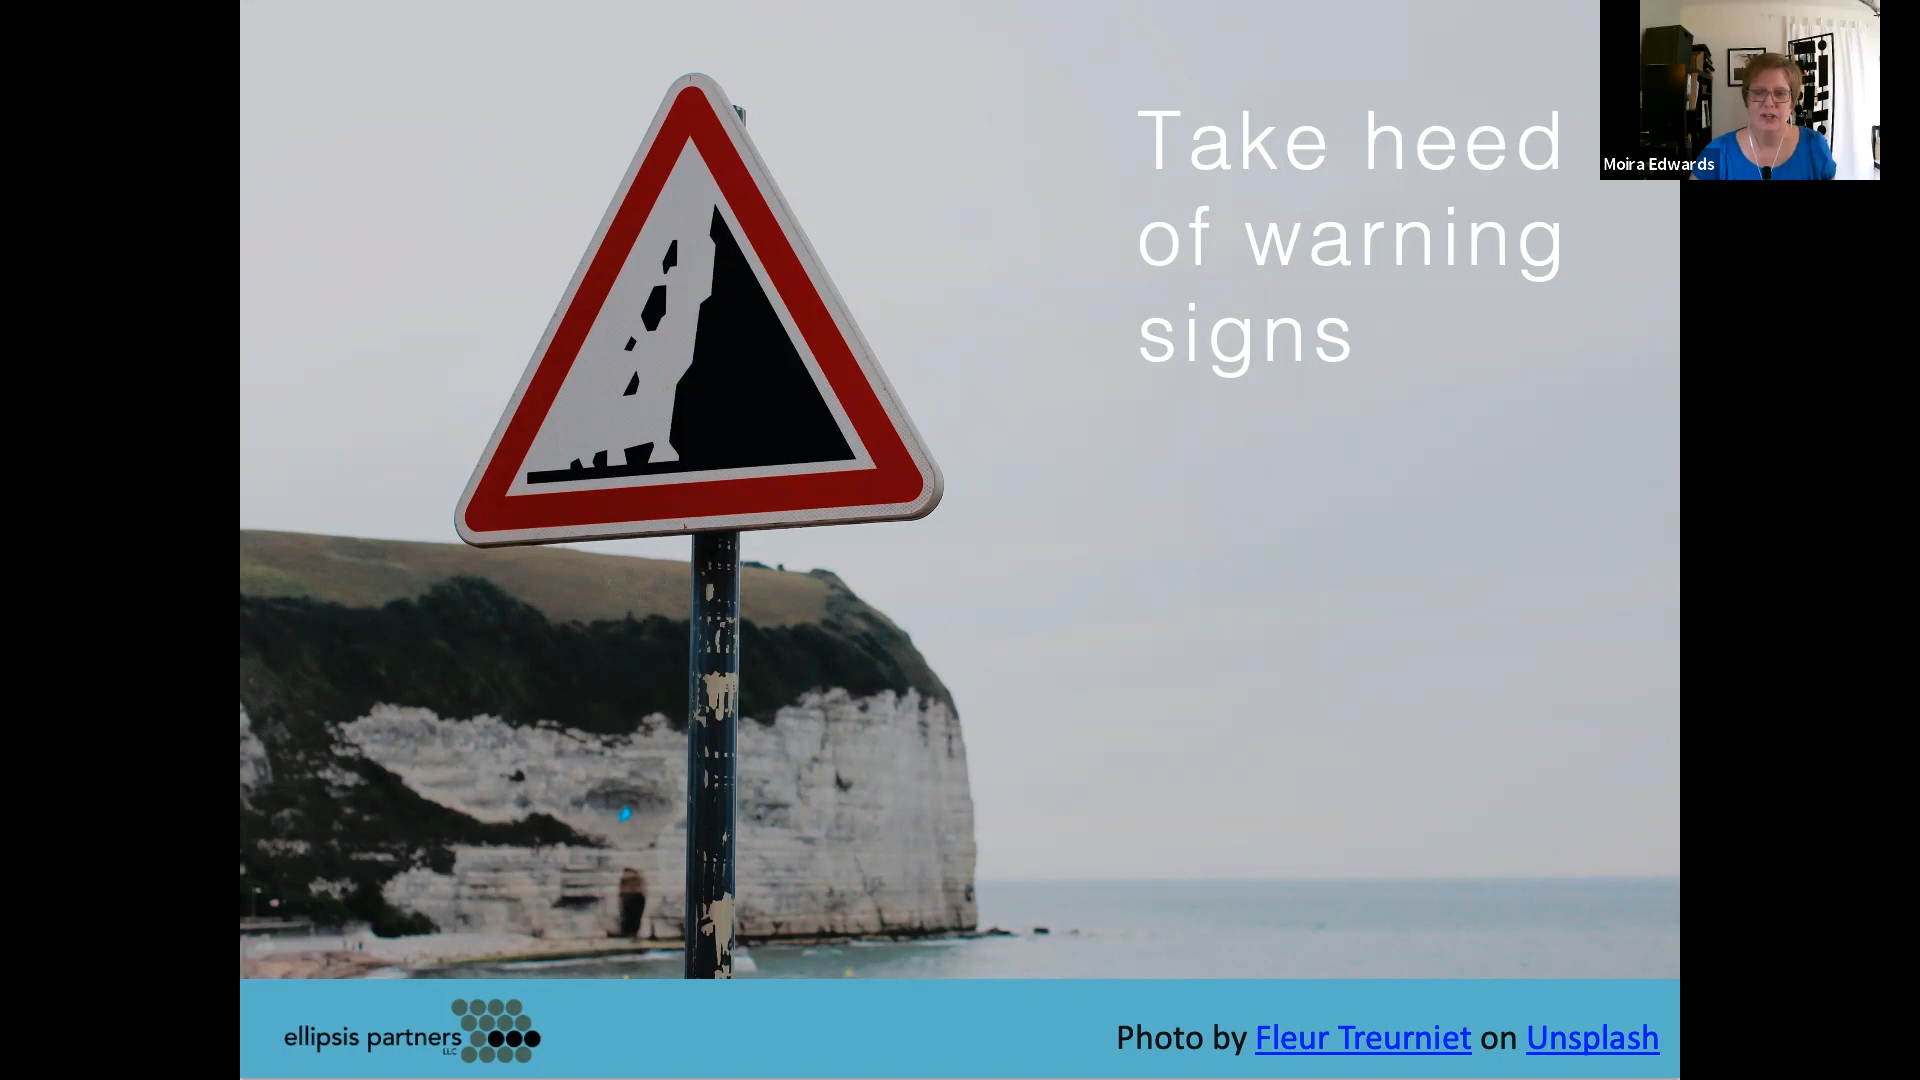 Take heed
of warning
signs
Moira Edwards
ellipsis partners
LLC
Photo by Fleur Treurniet on Unsplash